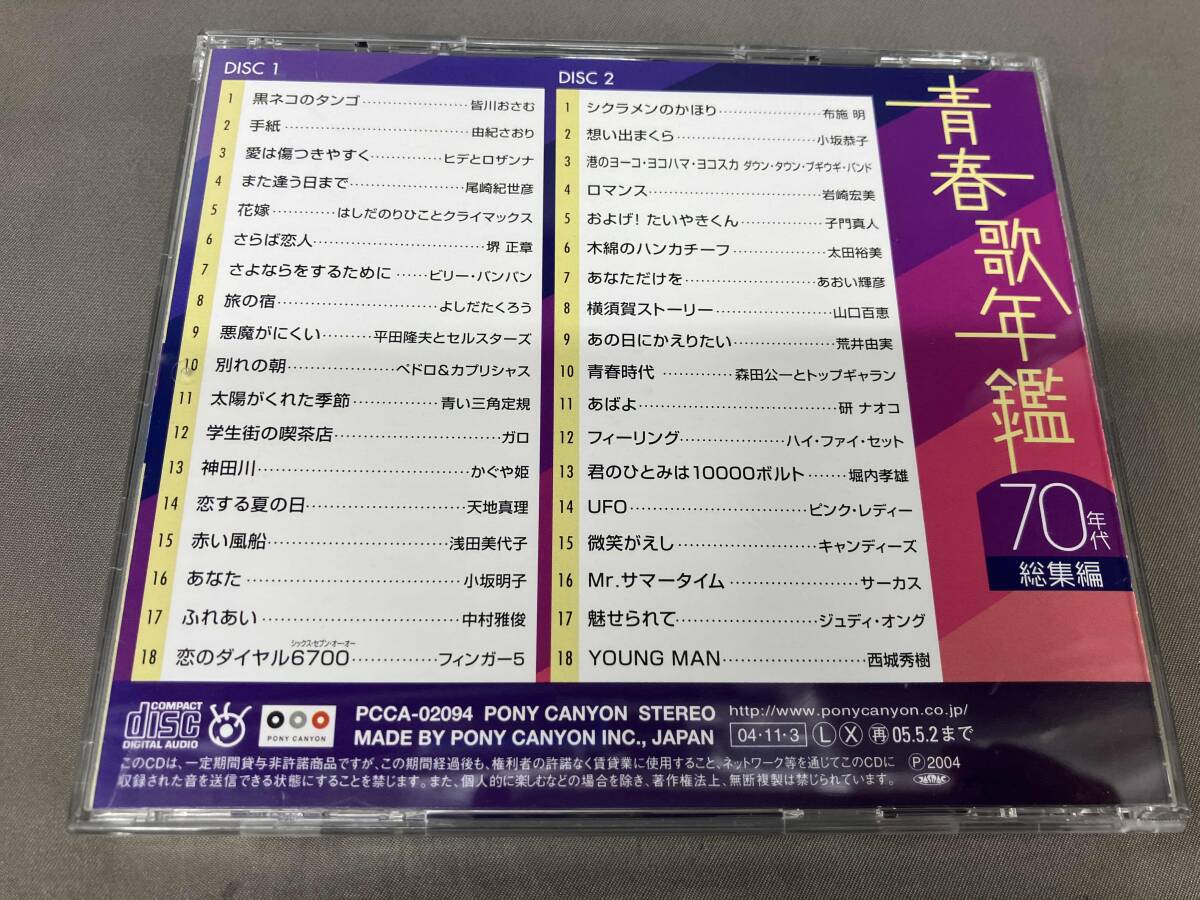 DISC 1
1 黒ネコのタンゴ 皆川おさむ
2 手紙 由紀さおり
3 愛は傷つきやすく ヒデとロザンナ
4 また逢う日まで 尾崎紀世彦
5 花嫁 はしだのりひことクライマックス
6 さらば恋人 堺 正章
7 さよならをするために ビリー・バンバン
8 旅の宿 よしだたくろう
9 悪魔がにくい 平田隆夫とセルスターズ
10 別れの朝 ペドロ&カプリシャス
11 太陽がくれた季節 青い三角定規
12 学生街の喫茶店 ガロ
13 神田川 かぐや姫
14 恋する夏の日 天地真理
15 赤い風船 浅田美代子
16 あなた 小坂明子
17 ふれあい 中村雅俊
シックス・セブン・オー・オー
18 恋のダイヤル6700 フィンガー5
DISC 2
1 シクラメンのかほり 布施 明
2 想い出まくら 小坂恭子
3 港のヨーコ・ヨコハマ・ヨコスカ ダウン・タウン・ブギウギ・バンド
4 ロマンス 岩崎宏美
5 およげ!たいやきくん 子門真人
6 木綿のハンカチーフ 太田裕美
7 あなただけを あおい輝彦
8 横須賀ストーリー 山口百恵
9 あの日にかえりたい 荒井由実
10 青春時代 森田公一とトップギャラン
11 あばよ 研 ナオコ
12 フィーリング ハイ・ファイ・セット
13 君のひとみは10000ボルト 堀内孝雄
14 UFO ピンク・レディー
15 微笑がえし キャンディーズ
16 Mr.サマータイム サーカス
17 魅せられて ジュディ・オング
18 YOUNG MAN 西城秀樹
青春歌年鑑
70年代
総集編
COMPACT
disc
DIGITAL AUDIO
PONY CANYON
PCCA-02094 PONY CANYON STEREO
MADE BY PONY CANYON INC., JAPAN
http://www.ponycanyon.co.jp/
04・11・3 L X 再 05.5.2まで
このCDは、一定期間貸与非許諾商品ですが、この期間経過後も、権利者の許諾なく賃貸業に使用すること、ネットワーク等を通じてこのCDに
収録された音を送信できる状態にすることを禁じます。また、個人的に楽しむなどの場合を除き、著作権法上、無断複製は禁じられています。
Ⓟ2004
JASRAC